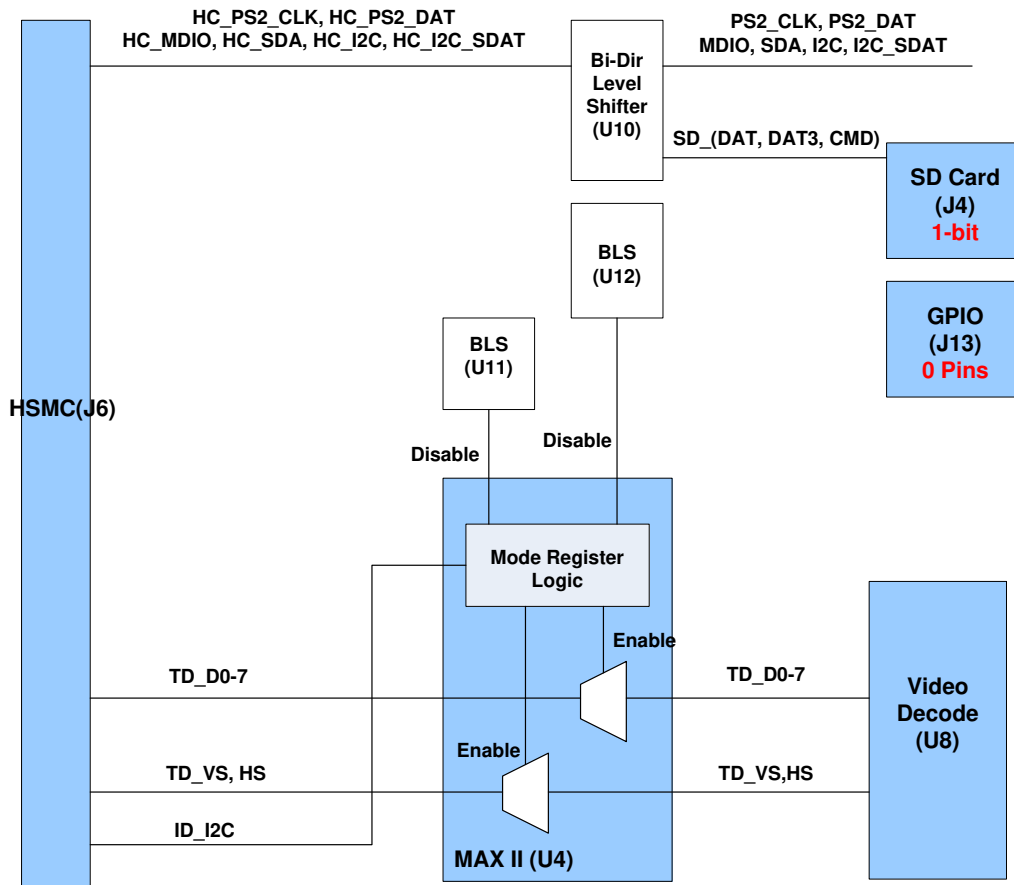 HC_PS2_CLK, HC_PS2_DAT
HC_MDIO, HC_SDA, HC_I2C, HC_I2C_SDAT
PS2_CLK, PS2_DAT
MDIO, SDA, I2C, I2C_SDAT
Bi-Dir
Level
Shifter
(U10)
SD_(DAT, DAT3, CMD)
SD Card
(J4)
1-bit
BLS
(U12)
GPIO
(J13)
0 Pins
BLS
(U11)
HSMC(J6)
Disable
Disable
Mode Register
Logic
Enable
TD_D0-7
TD_D0-7
Video
Decode
(U8)
Enable
TD_VS, HS
TD_VS,HS
ID_I2C
MAX II (U4)